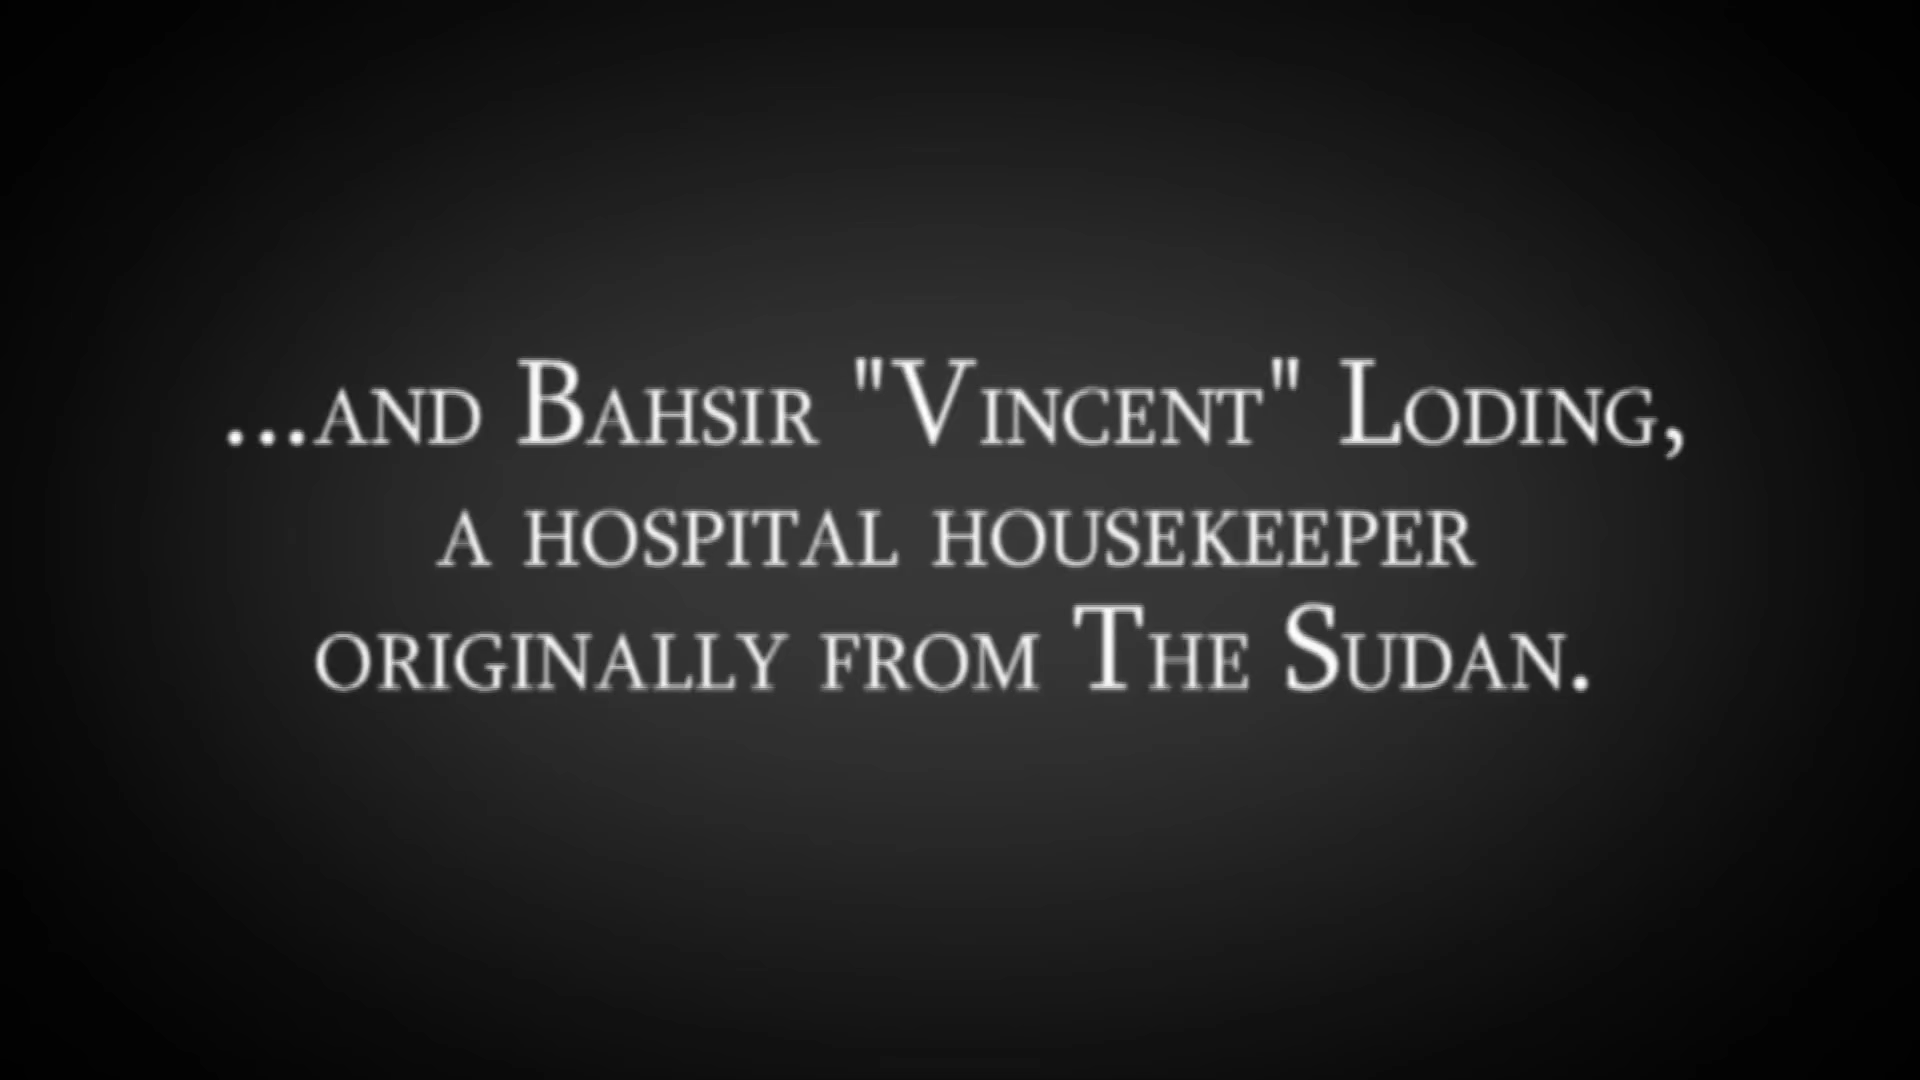 ...and Bahsir "Vincent" Loding,
a hospital housekeeper
originally from The Sudan.